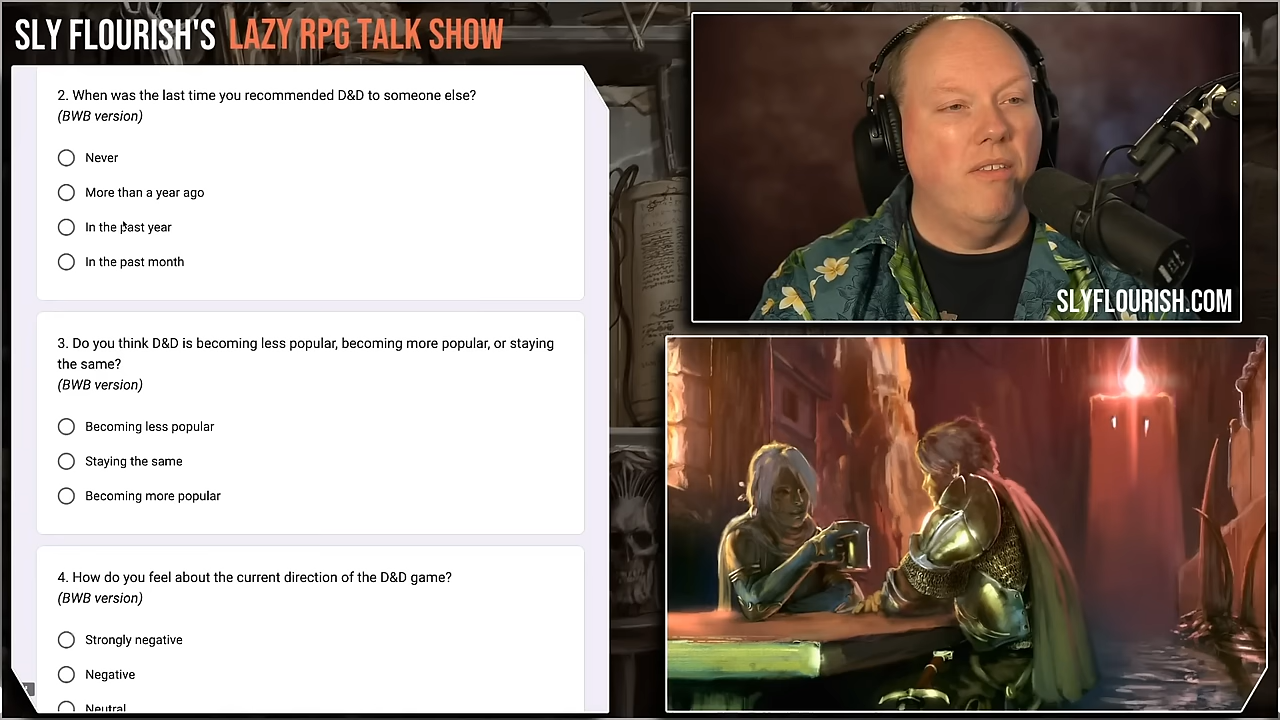 SLY FLOURISH'S LAZY RPG TALK SHOW
2. When was the last time you recommended D&D to someone else?
(BWB version)
Never
More than a year ago
In the past year
In the past month
3. Do you think D&D is becoming less popular, becoming more popular, or staying
the same?
(BWB version)
Becoming less popular
Staying the same
Becoming more popular
4. How do you feel about the current direction of the D&D game?
(BWB version)
Strongly negative
Negative
Neutral
SLYFLOURISH.COM